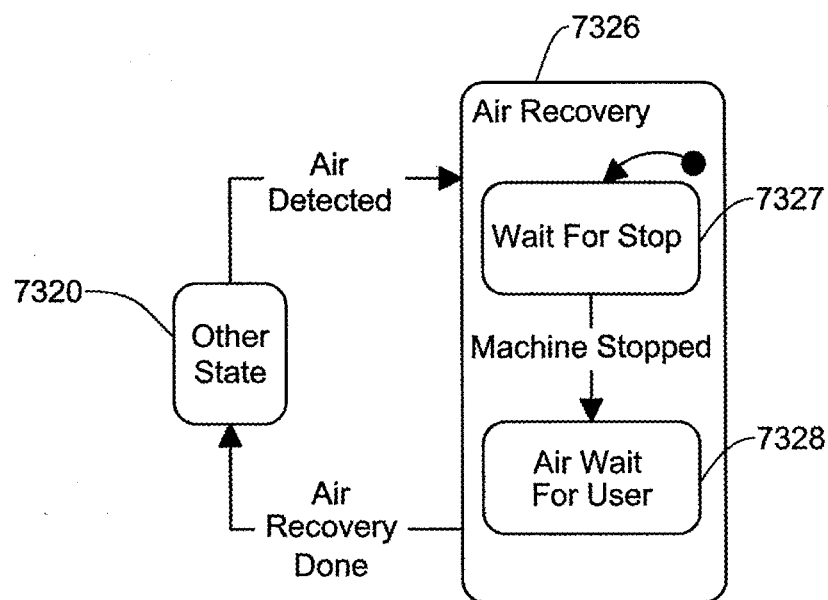 7326
Air Recovery
Air
Detected
7327
Wait For Stop
7320
Other
State
Machine Stopped
7328
Air Wait
For User
Air
Recovery
Done